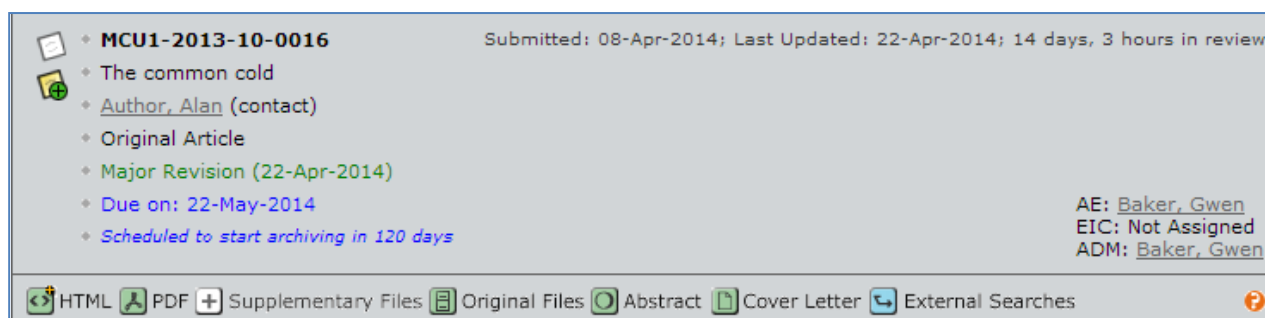 MCU1-2013-10-0016 Submitted: 08-Apr-2014; Last Updated: 22-Apr-2014; 14 days, 3 hours in review
The common cold
Author, Alan (contact)
Original Article
Major Revision (22-Apr-2014)
Due on: 22-May-2014
Scheduled to start archiving in 120 days
AE: Baker, Gwen
EIC: Not Assigned
ADM: Baker, Gwen
HTML PDF Supplementary Files Original Files Abstract Cover Letter External Searches